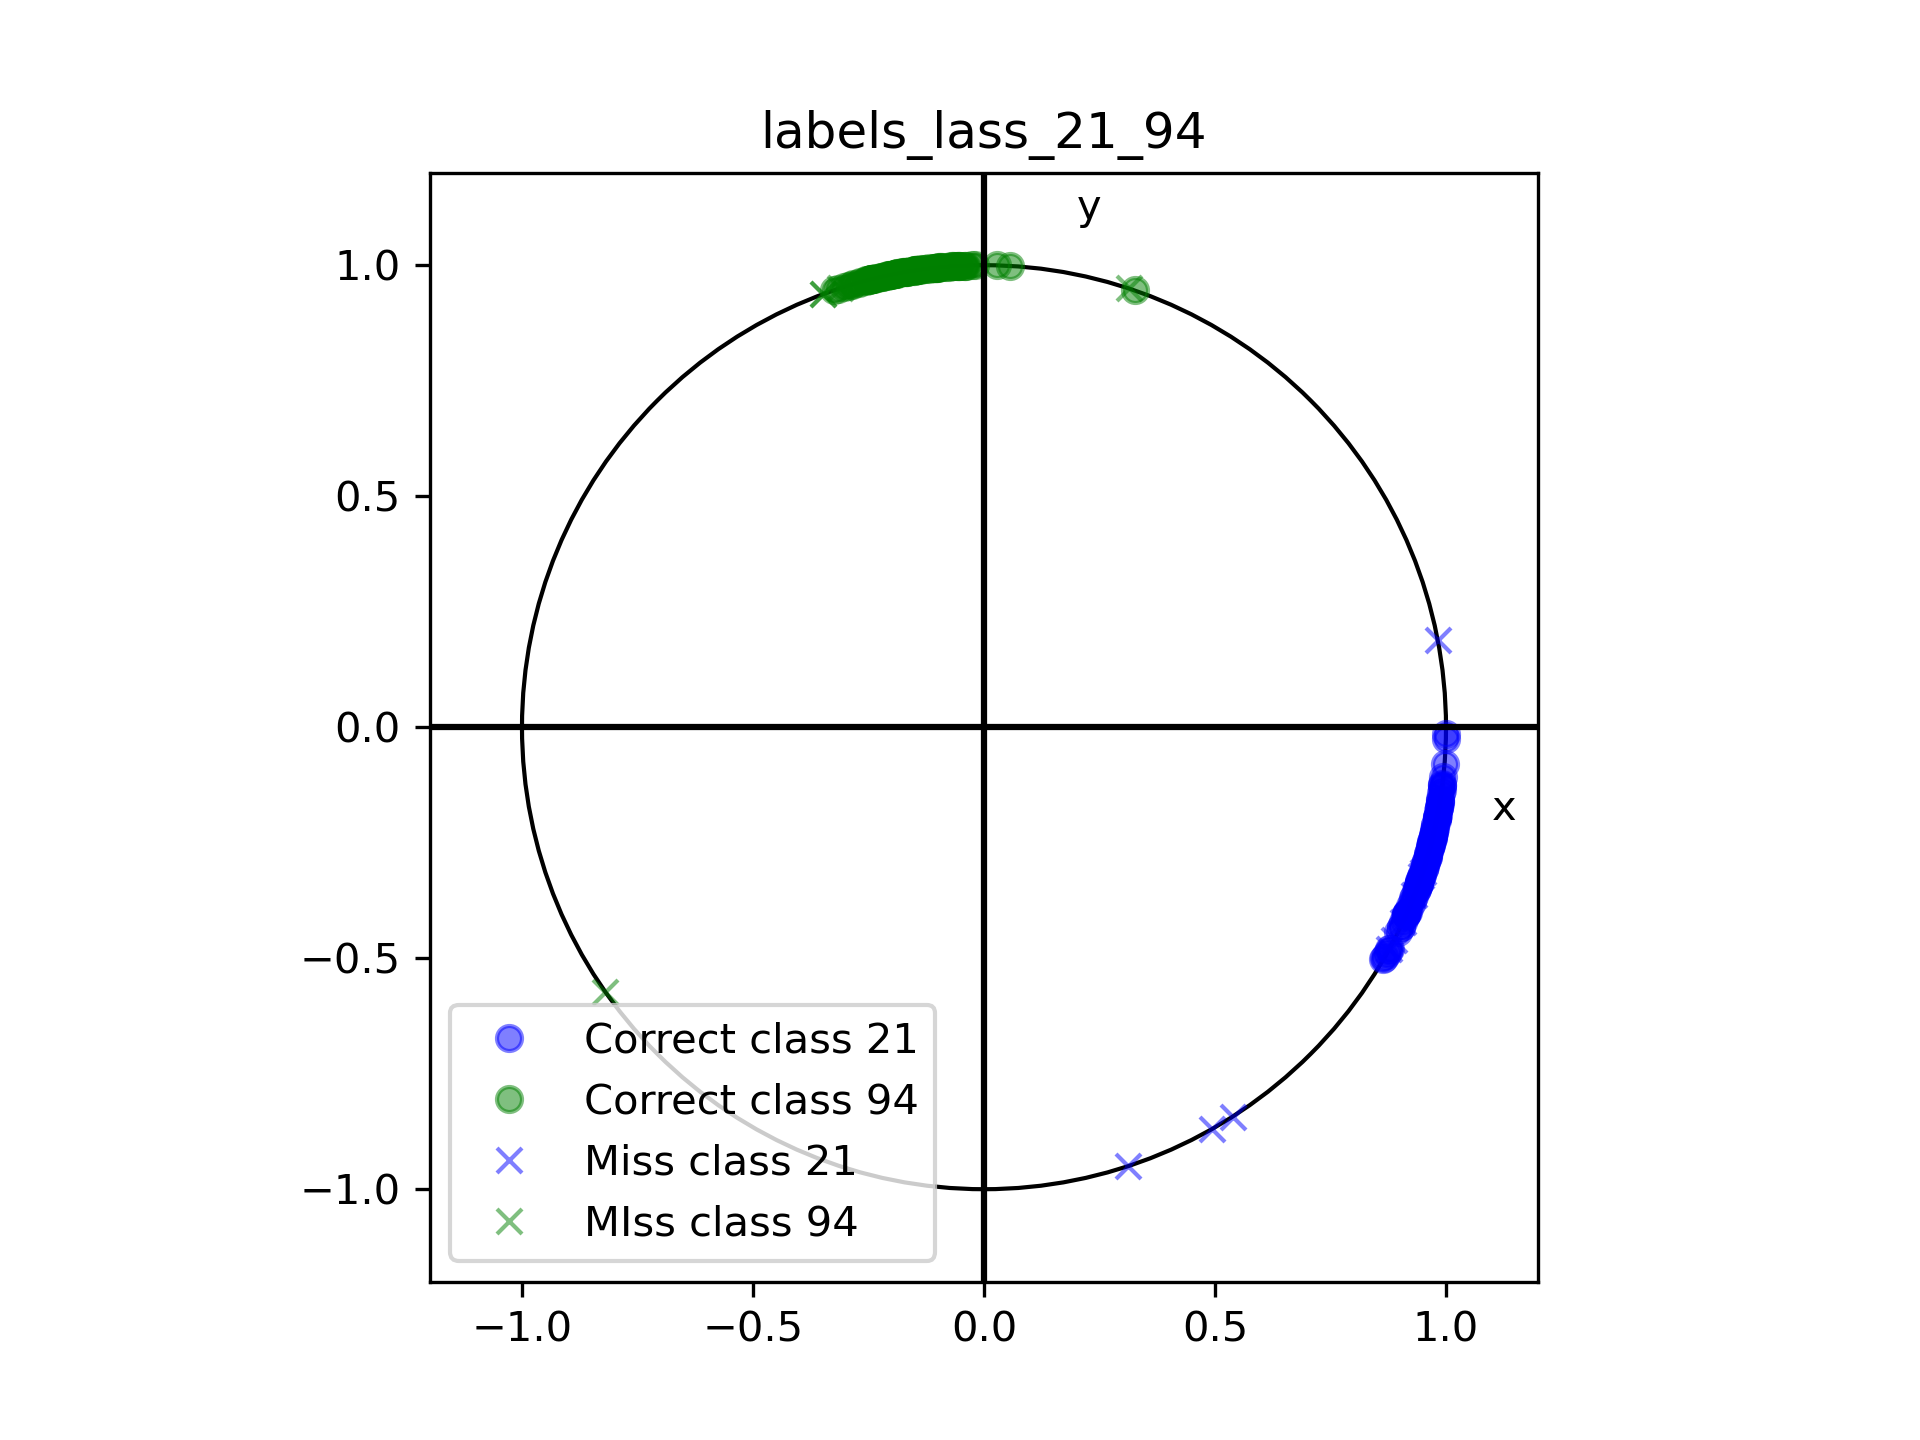 labels_lass_21_94
y
1.0
0.5
0.0
x
−0.5
−1.0
Correct class 21
Correct class 94
Miss class 21
MIss class 94
−1.0 −0.5 0.0 0.5 1.0